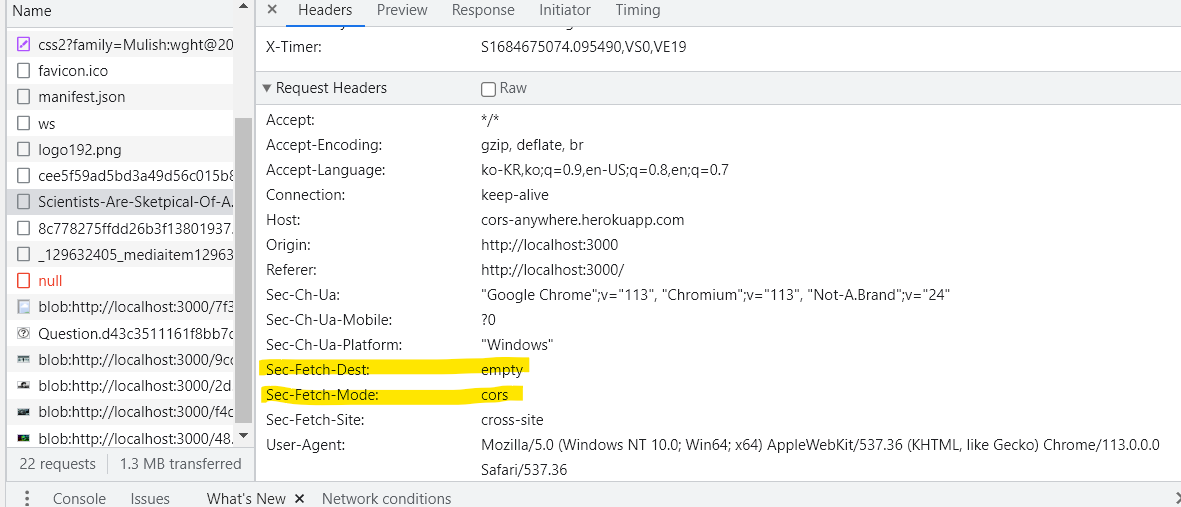 Name
css2?family=Mulish:wght@20
favicon.ico
manifest.json
ws
logo192.png
cee5f59ad5bd3a49d56c015b8
Scientists-Are-Sketpical-Of-A.
8c778275ffdd26b3f13801937.
_129632405_mediaitem12963
null
blob:http://localhost:3000/7f3
Question.d43c3511161f8bb7c
blob:http://localhost:3000/9cc
blob:http://localhost:3000/2d
blob:http://localhost:3000/f4c
blob:http://localhost:3000/48.
22 requests 1.3 MB transferred
Headers Preview Response Initiator Timing
X-Timer: S1684675074.095490,VS0,VE19
Request Headers Raw
Accept: */*
Accept-Encoding: gzip, deflate, br
Accept-Language: ko-KR,ko;q=0.9,en-US;q=0.8,en;q=0.7
Connection: keep-alive
Host: cors-anywhere.herokuapp.com
Origin: http://localhost:3000
Referer: http://localhost:3000/
Sec-Ch-Ua: "Google Chrome";v="113", "Chromium";v="113", "Not-A.Brand";v="24"
Sec-Ch-Ua-Mobile: ?0
Sec-Ch-Ua-Platform: "Windows"
Sec-Fetch-Dest: empty
Sec-Fetch-Mode: cors
Sec-Fetch-Site: cross-site
User-Agent: Mozilla/5.0 (Windows NT 10.0; Win64; x64) AppleWebKit/537.36 (KHTML, like Gecko) Chrome/113.0.0.0
Safari/537.36
Console Issues What's New Network conditions